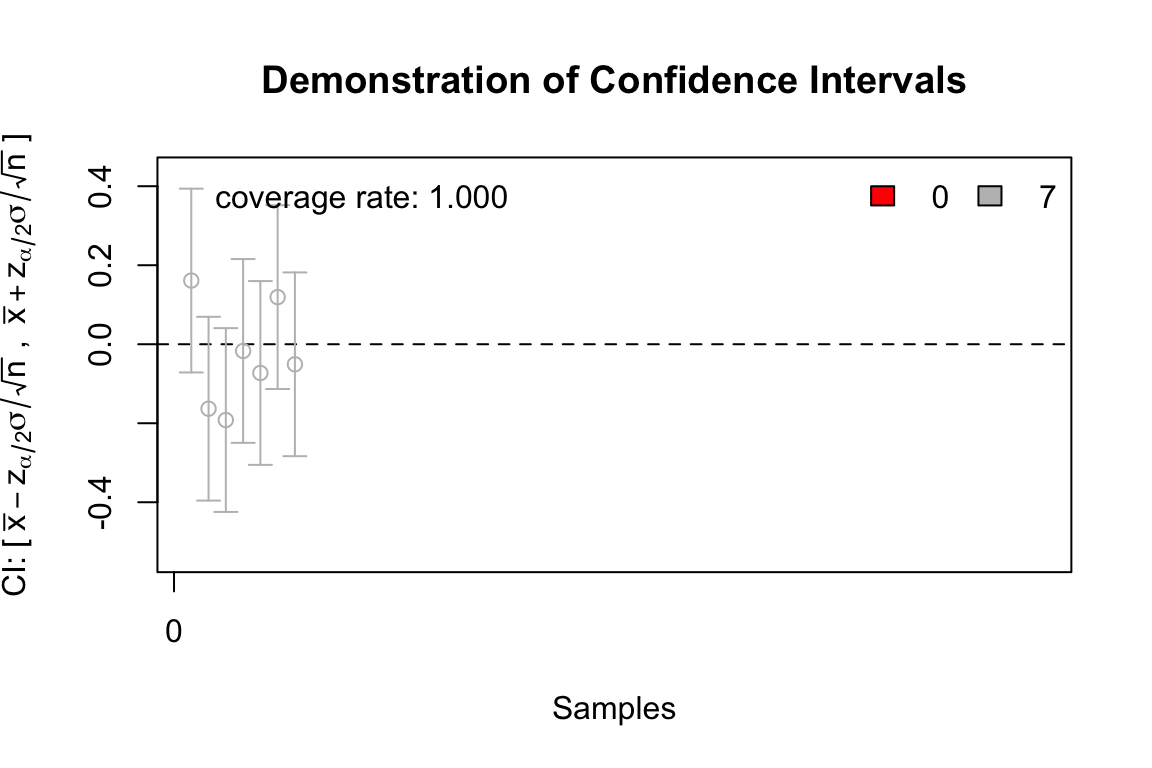 Demonstration of Confidence Intervals
CI: [ x̅ − z_{α/2}σ/√n , x̅ + z_{α/2}σ/√n ]
0.4
0.2
0.0
-0.4
coverage rate: 1.000
0 7
0
Samples